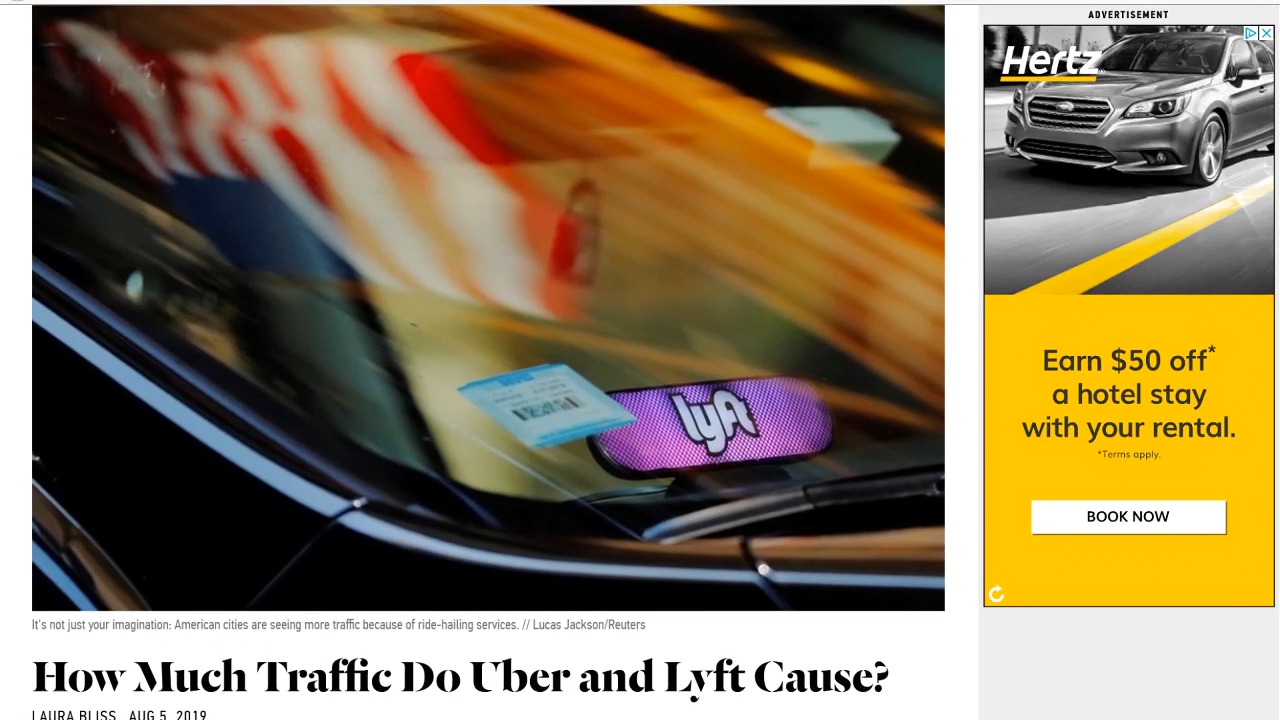 ADVERTISEMENT
Hertz
lyft
Earn $50 off*
a hotel stay
with your rental.
*Terms apply.
BOOK NOW
It's not just your imagination: American cities are seeing more traffic because of ride-hailing services. // Lucas Jackson/Reuters
How Much Traffic Do Uber and Lyft Cause?
LAURA BLISS AUG 5, 2019